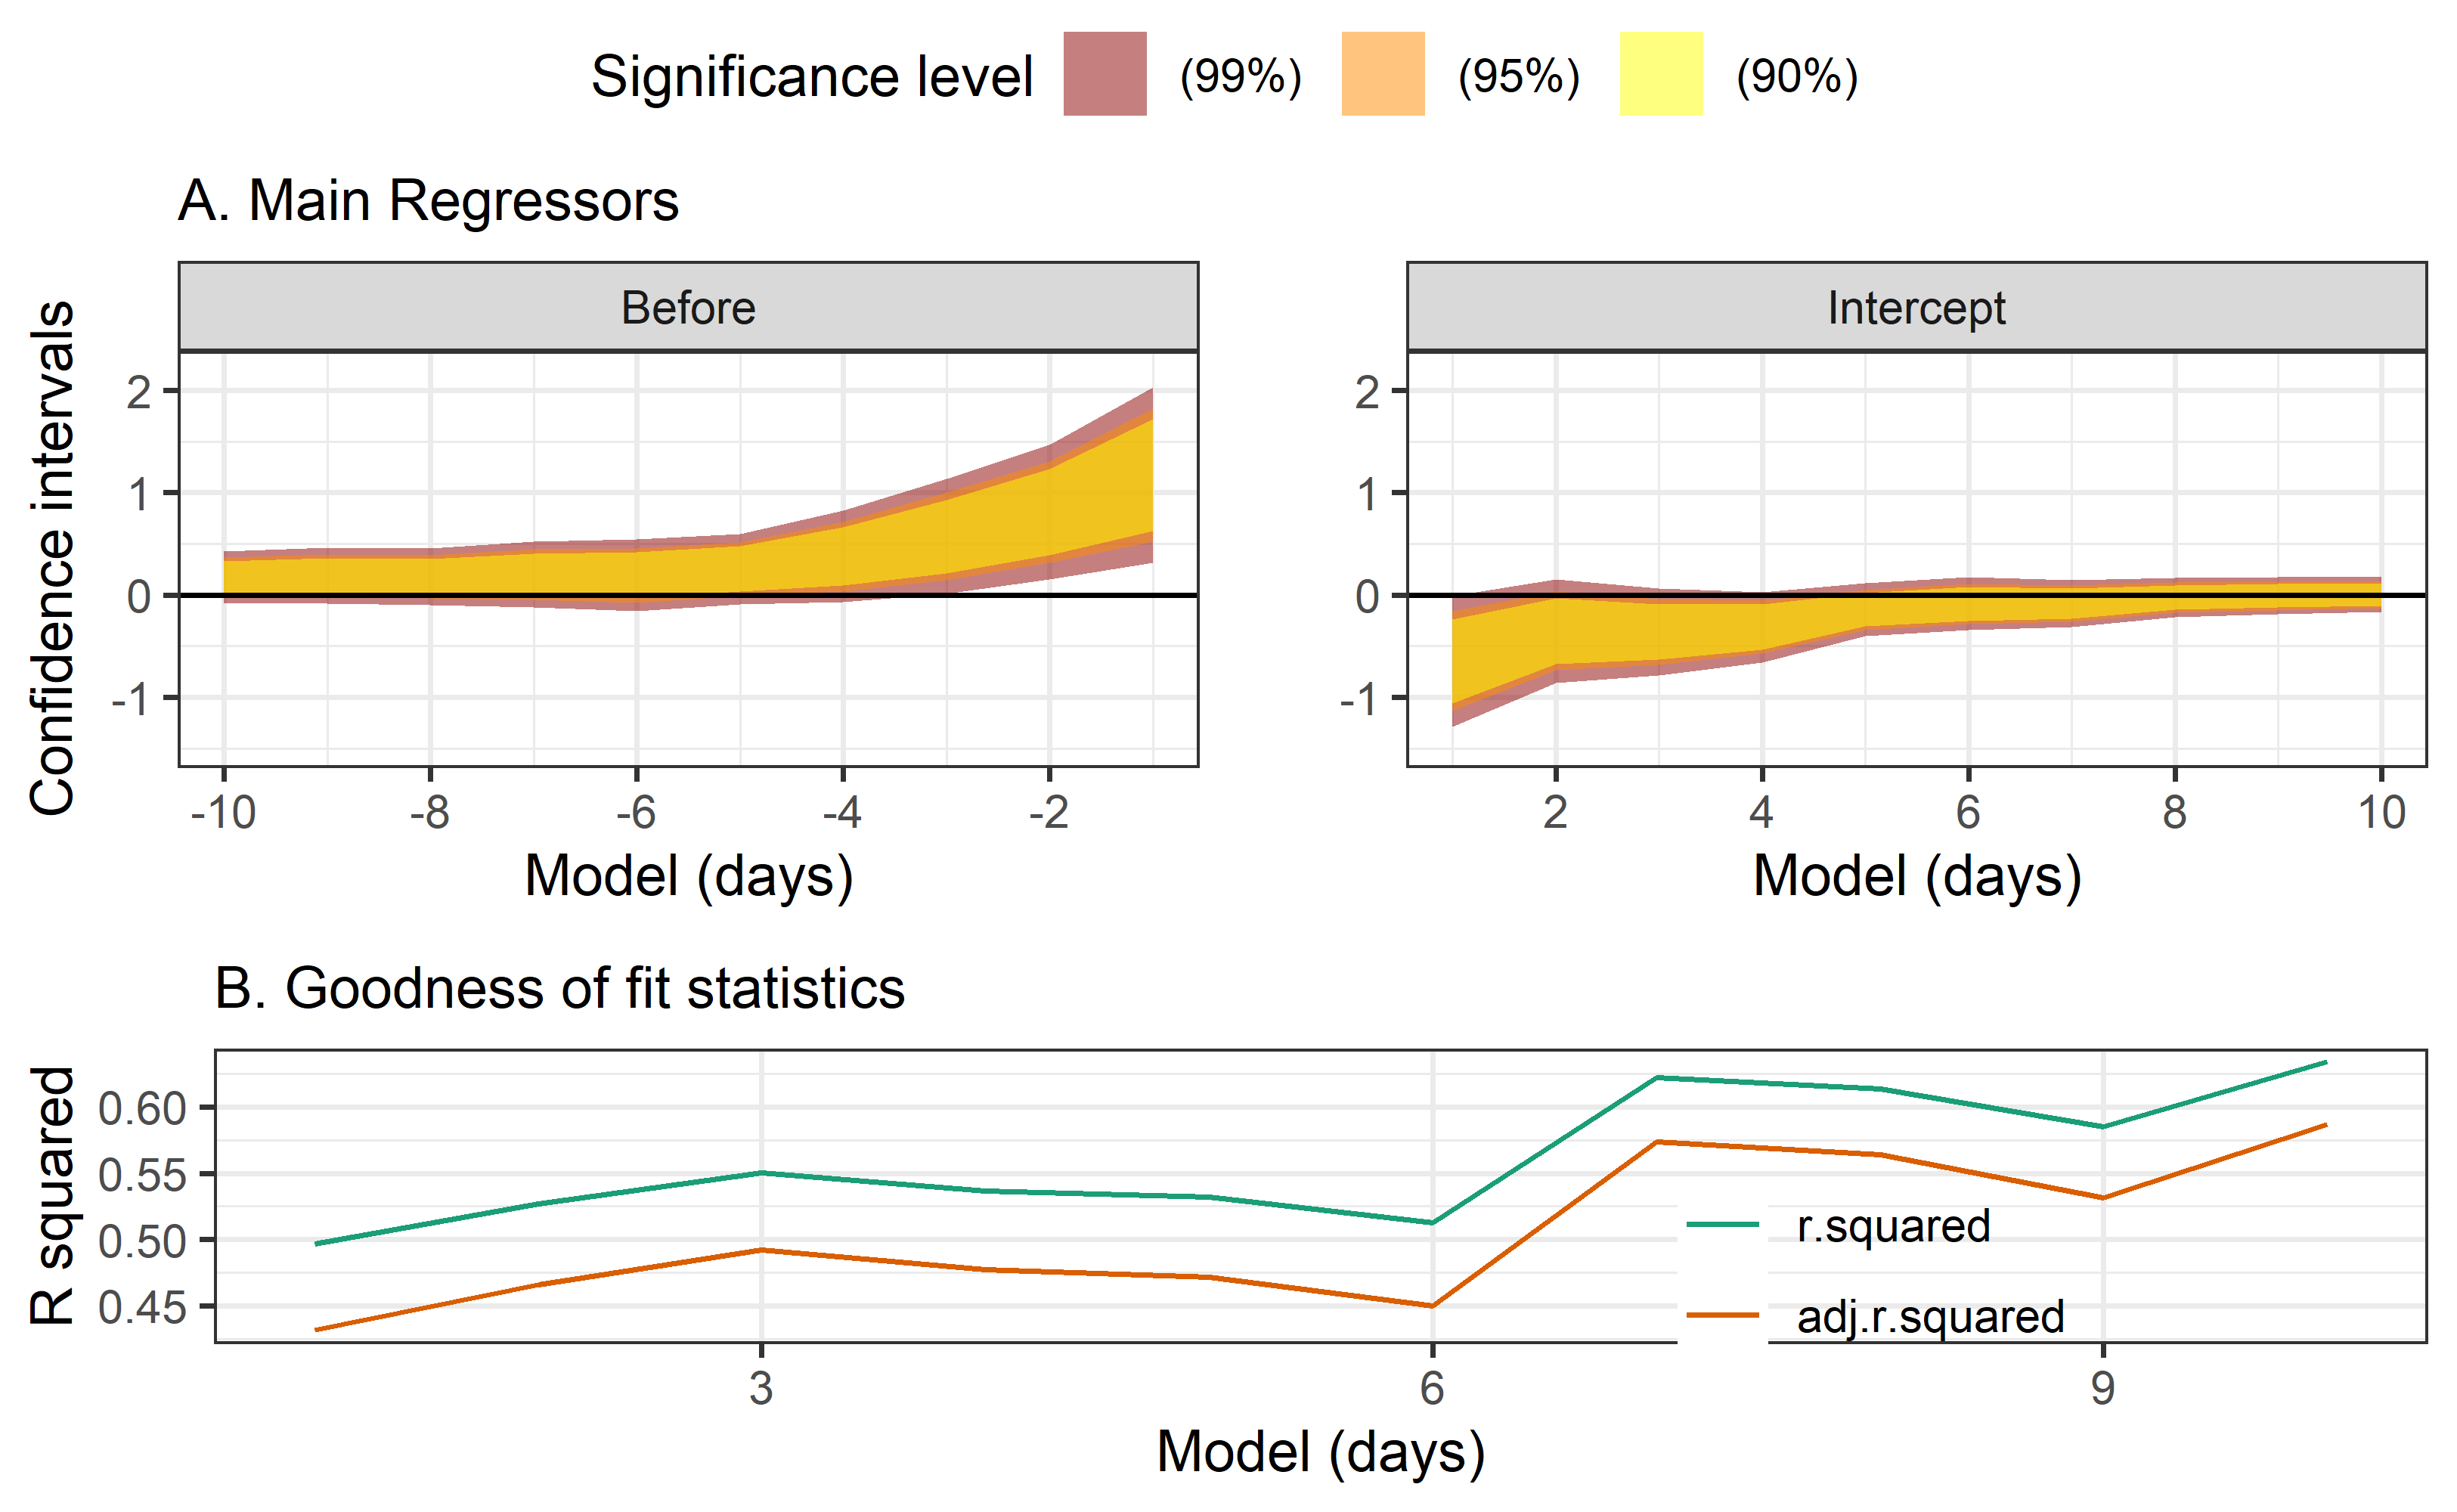 Significance level (99%) (95%) (90%)
A. Main Regressors
Before
Intercept
Confidence intervals
2
1
0
-1
2
1
0
-1
-10 -8 -6 -4 -2
2 4 6 8 10
Model (days)
Model (days)
B. Goodness of fit statistics
R squared
0.60
0.55
0.50
0.45
r.squared
adj.r.squared
3 6 9
Model (days)